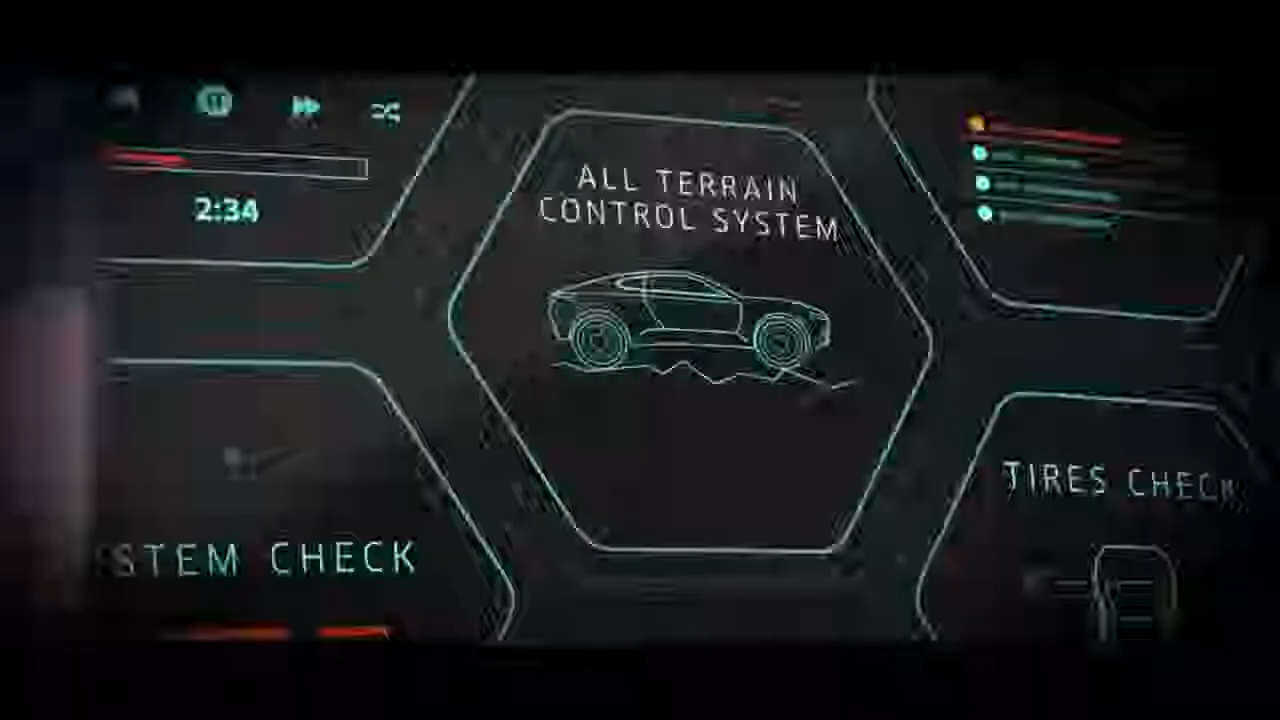 2:34
ALL TERRAIN
CONTROL SYSTEM
STEM CHECK
TIRES CHECK